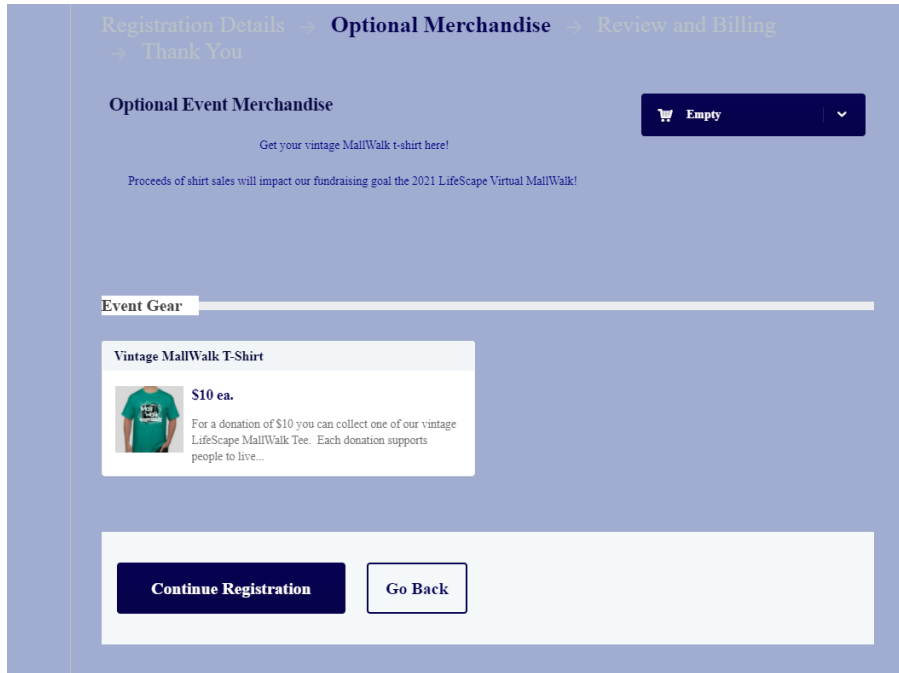 Registration Details → Optional Merchandise → Review and Billing
→ Thank You
Optional Event Merchandise
Empty
Get your vintage MallWalk t-shirt here!
Proceeds of shirt sales will impact our fundraising goal the 2021 LifeScape Virtual MallWalk!
Event Gear
Vintage MallWalk T-Shirt
$10 ea.
For a donation of $10 you can collect one of our vintage
LifeScape MallWalk Tee. Each donation supports
people to live...
Mall
Walk
Continue Registration
Go Back